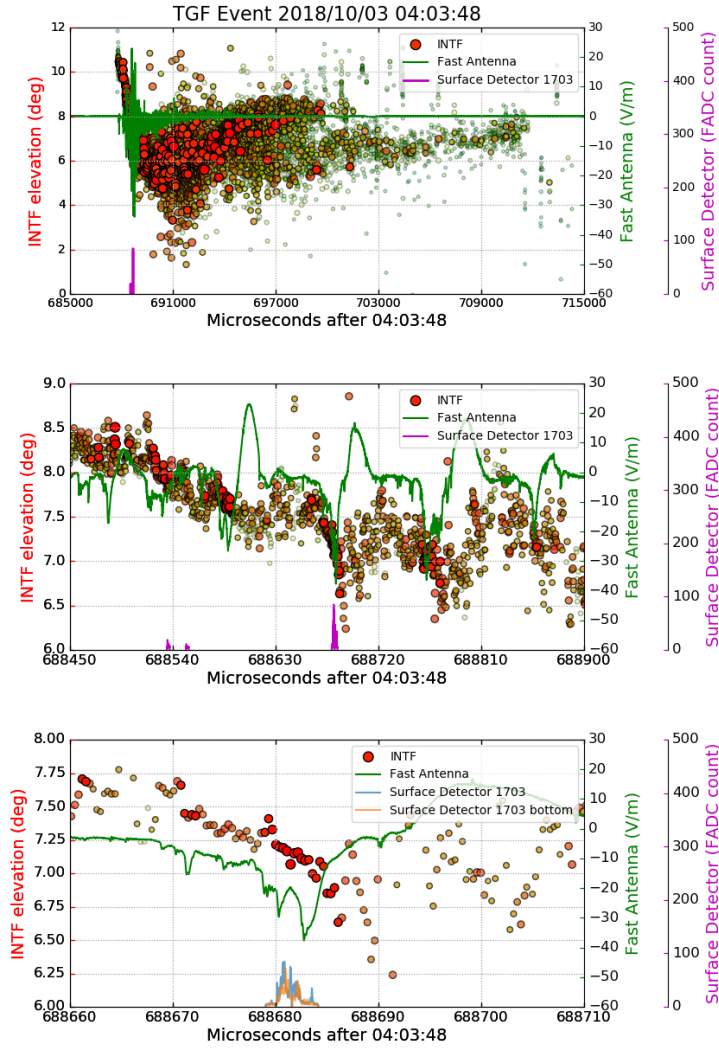 TGF Event 2018/10/03 04:03:48
12
10
8
6
4
2
0
INTF elevation (deg)
INTF
Fast Antenna
Surface Detector 1703
30
20
10
0
−10
−20
−30
−40
−50
−60
Fast Antenna (V/m)
500
400
300
200
100
0
Surface Detector (FADC count)
685000 691000 697000 703000 709000 715000
Microseconds after 04:03:48
9.0
8.5
8.0
7.5
7.0
6.5
6.0
INTF elevation (deg)
INTF
Fast Antenna
Surface Detector 1703
30
20
10
0
−10
−20
−30
−40
−50
−60
Fast Antenna (V/m)
500
400
300
200
100
0
Surface Detector (FADC count)
688450 688540 688630 688720 688810 688900
Microseconds after 04:03:48
8.00
7.75
7.50
7.25
7.00
6.75
6.50
6.25
6.00
INTF elevation (deg)
INTF
Fast Antenna
Surface Detector 1703
Surface Detector 1703 bottom
30
20
10
0
−10
−20
−30
−40
−50
−60
Fast Antenna (V/m)
500
400
300
200
100
0
Surface Detector (FADC count)
688660 688670 688680 688690 688700 688710
Microseconds after 04:03:48